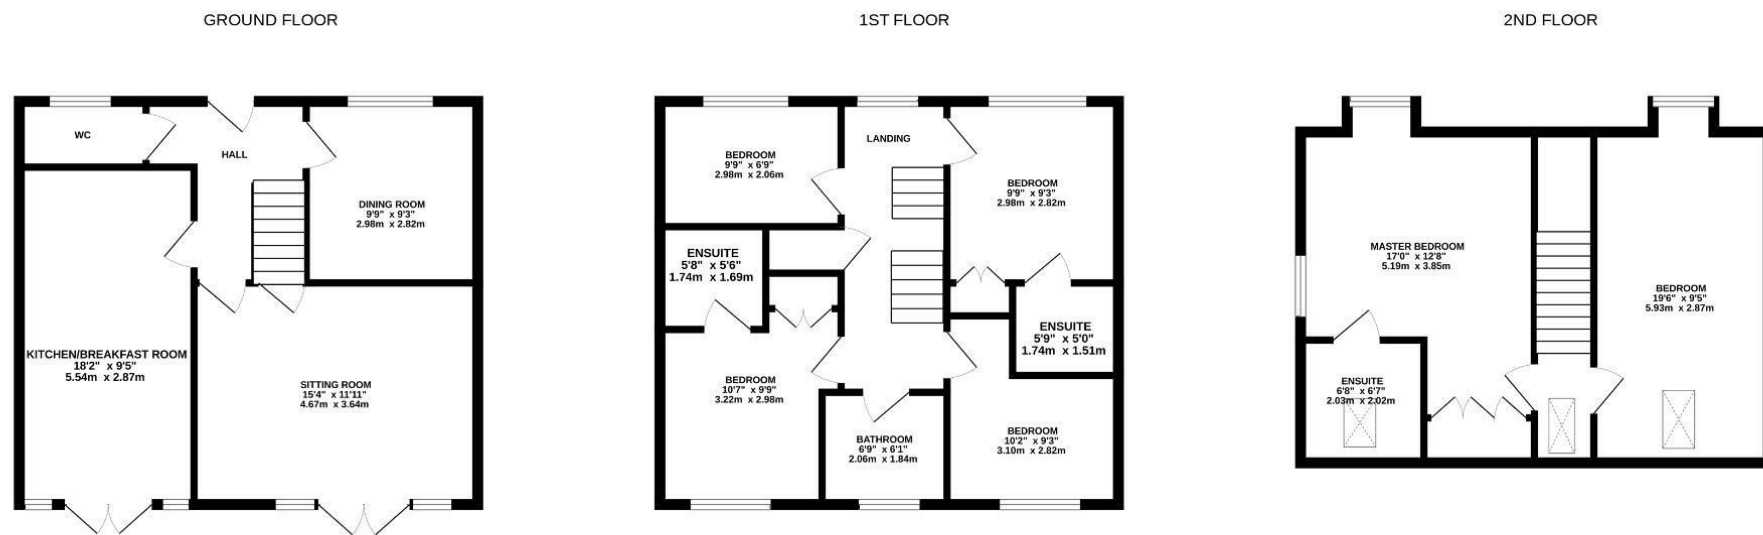 GROUND FLOOR
WC
HALL
DINING ROOM
9'9" x 9'3"
2.98m x 2.82m
KITCHEN/BREAKFAST ROOM
18'2" x 9'5"
5.54m x 2.87m
SITTING ROOM
15'4" x 11'11"
4.67m x 3.64m
1ST FLOOR
LANDING
BEDROOM
9'9" x 6'9"
2.98m x 2.06m
BEDROOM
9'9" x 9'3"
2.98m x 2.82m
ENSUITE
5'8" x 5'6"
1.74m x 1.69m
ENSUITE
5'9" x 5'0"
1.74m x 1.51m
BEDROOM
10'7" x 9'9"
3.22m x 2.98m
BATHROOM
6'9" x 6'1"
2.06m x 1.84m
BEDROOM
10'2" x 9'3"
3.10m x 2.82m
2ND FLOOR
MASTER BEDROOM
17'0" x 12'8"
5.19m x 3.85m
BEDROOM
19'6" x 9'5"
5.93m x 2.87m
ENSUITE
6'8" x 6'7"
2.03m x 2.02m